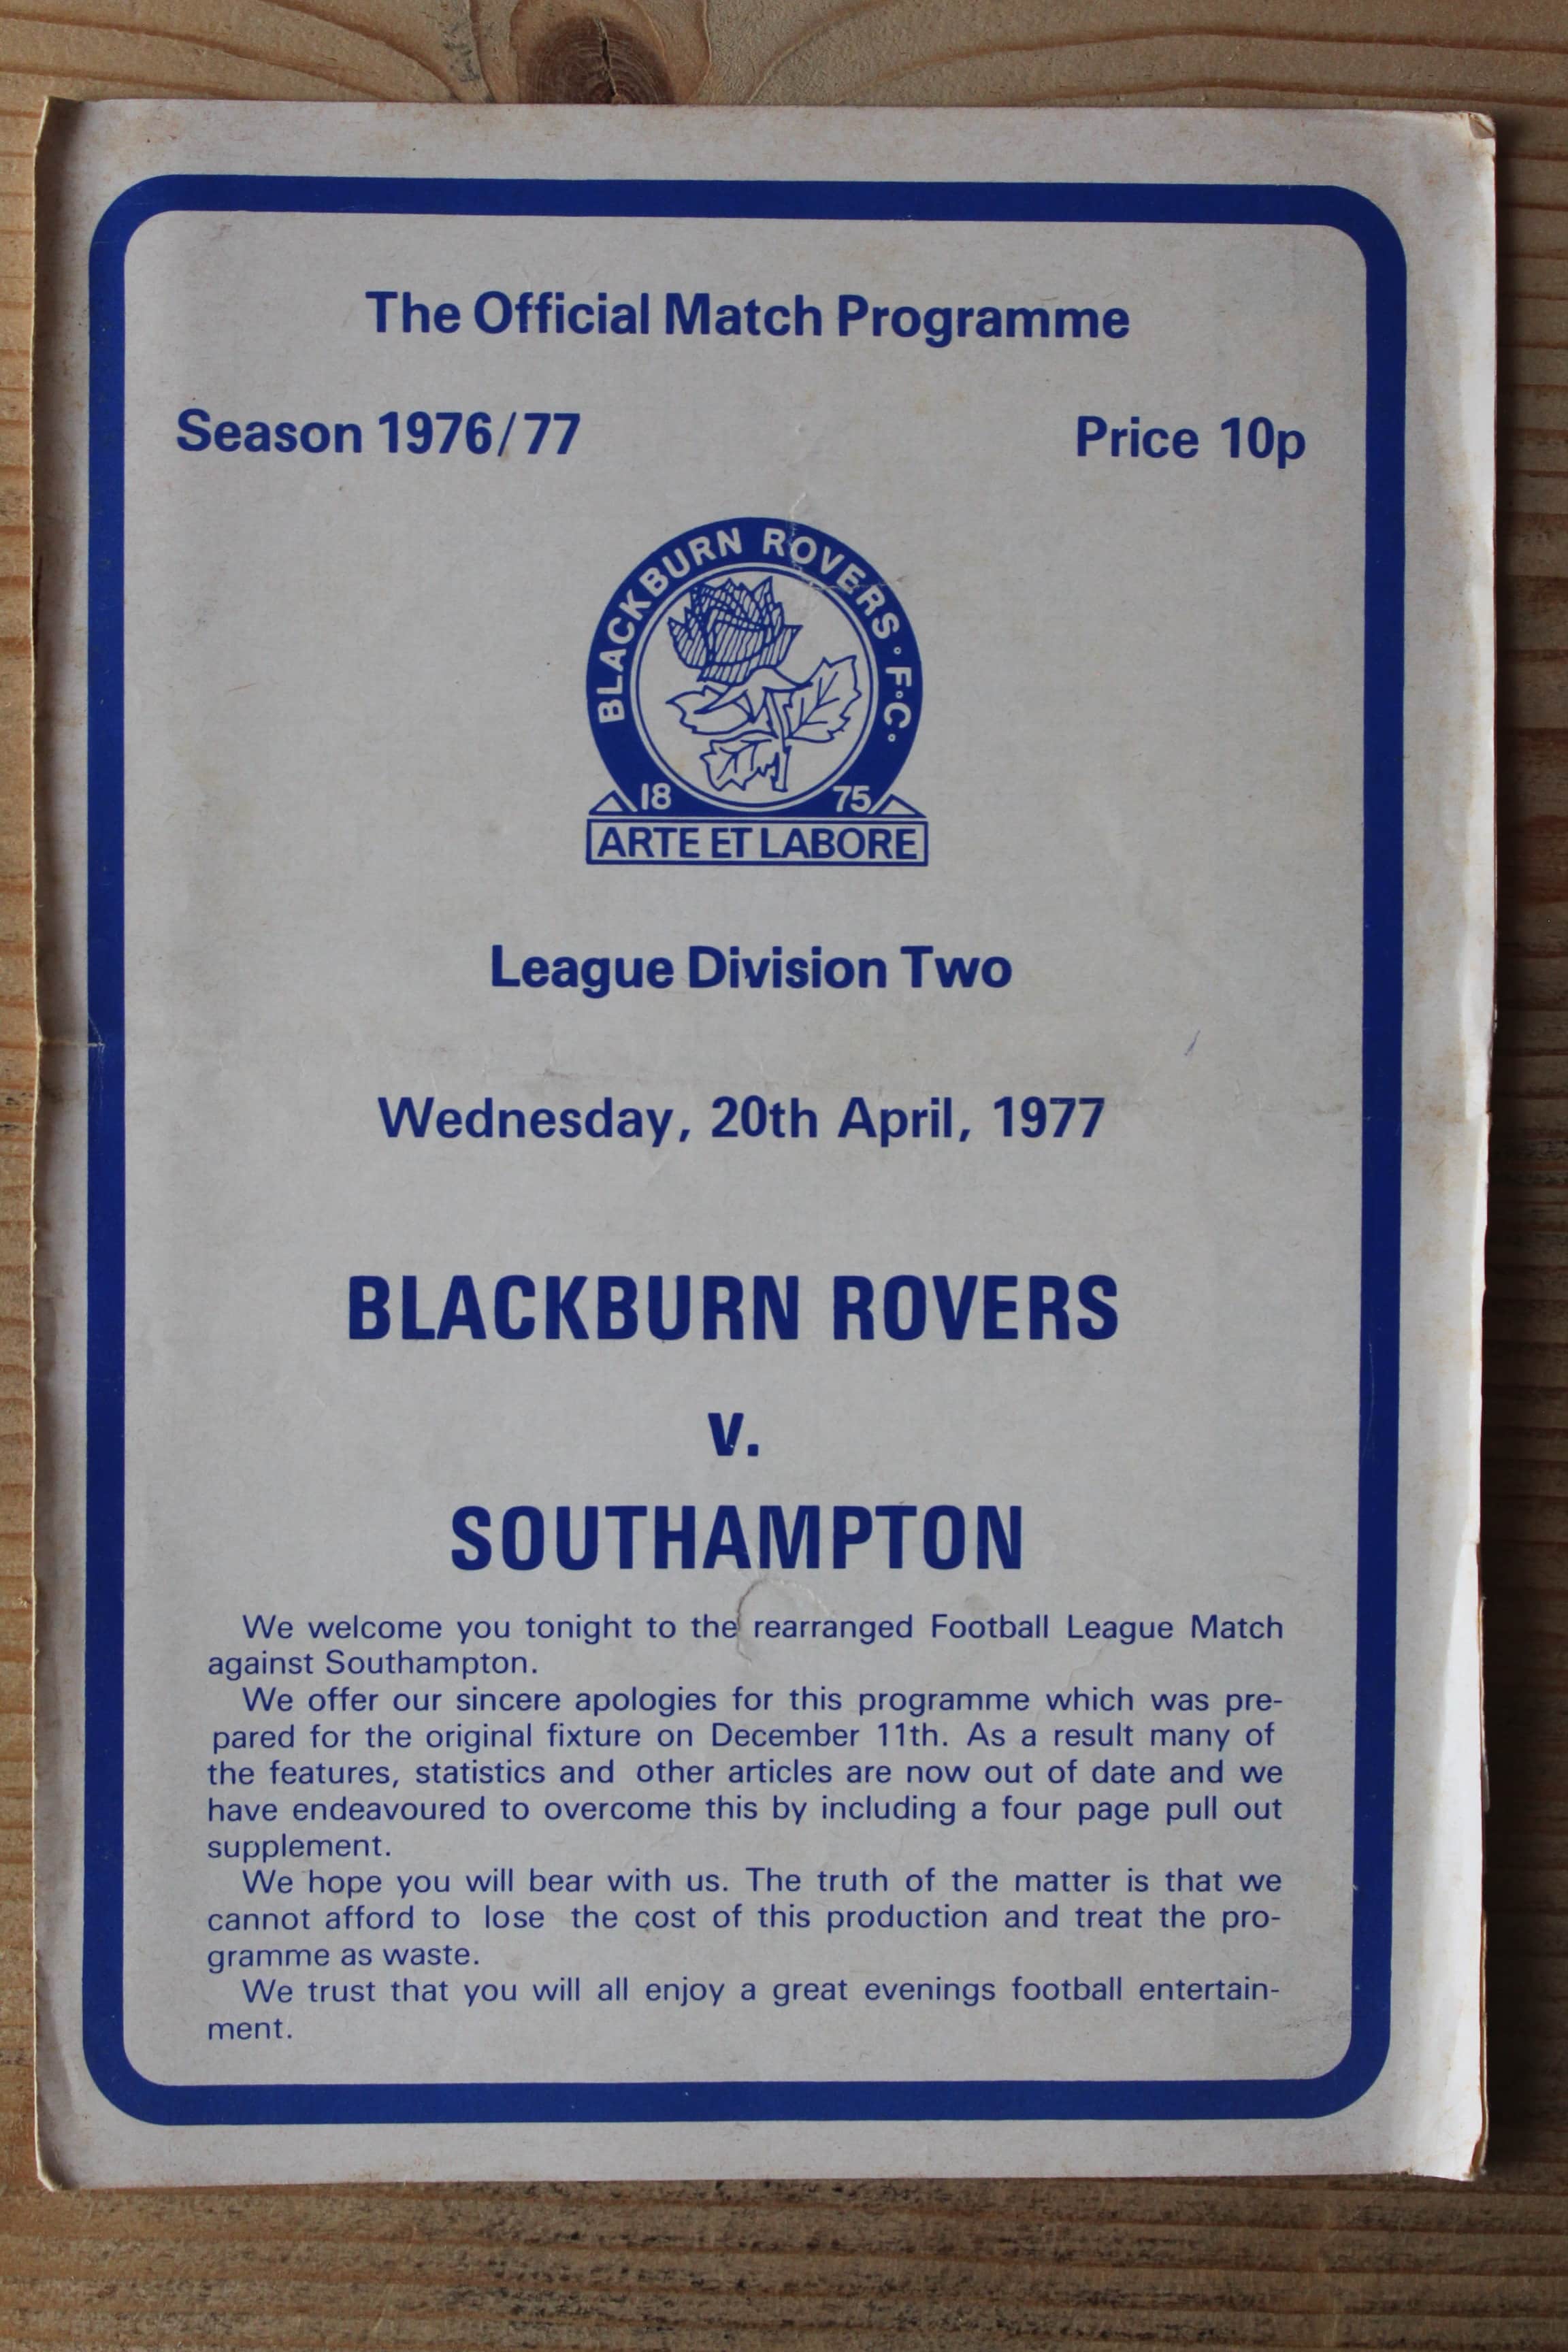 The Official Match Programme
Season 1976/77 Price 10p
BLACKBURN ROVERS · F·C·
18 75
ARTE ET LABORE
League Division Two
Wednesday, 20th April, 1977
BLACKBURN ROVERS
v.
SOUTHAMPTON
We welcome you tonight to the rearranged Football League Match
against Southampton.
We offer our sincere apologies for this programme which was pre-
pared for the original fixture on December 11th. As a result many of
the features, statistics and other articles are now out of date and we
have endeavoured to overcome this by including a four page pull out
supplement.
We hope you will bear with us. The truth of the matter is that we
cannot afford to lose the cost of this production and treat the pro-
gramme as waste.
We trust that you will all enjoy a great evenings football entertain-
ment.